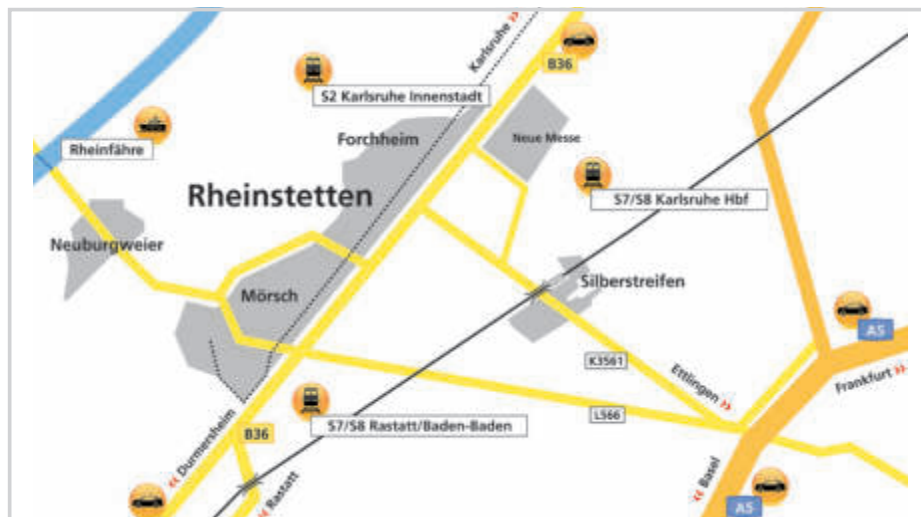 Karlsruhe
B36
S2 Karlsruhe Innenstadt
Forchheim
Neue Messe
Rheinfähre
Rheinstetten
S7/S8 Karlsruhe Hbf
Neuburgweier
Silberstreifen
Mörsch
A5
K3561
Ettlingen
Frankfurt
L566
S7/S8 Rastatt/Baden-Baden
B36
Durmersheim
Rastatt
Basel
A5